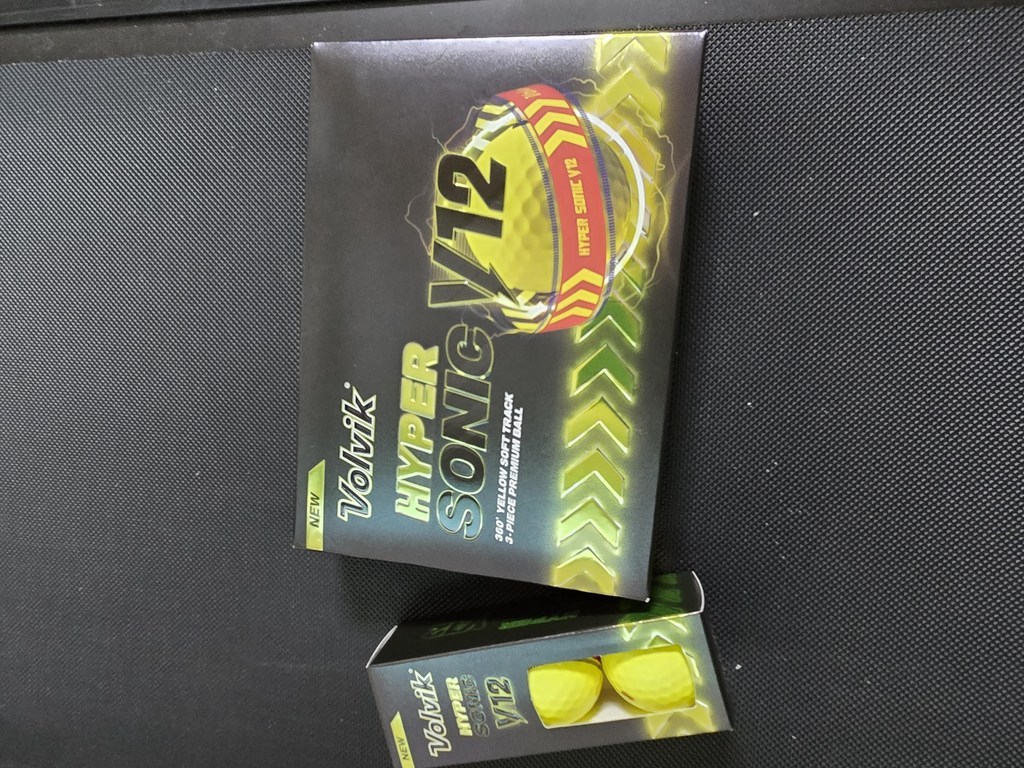 NEW
Volvik
HYPER
SONIC V12
360° YELLOW SOFT TRACK
3-PIECE PREMIUM BALL
HYPER SONIC V12
NEW
Volvik
HYPER
SONIC
V12